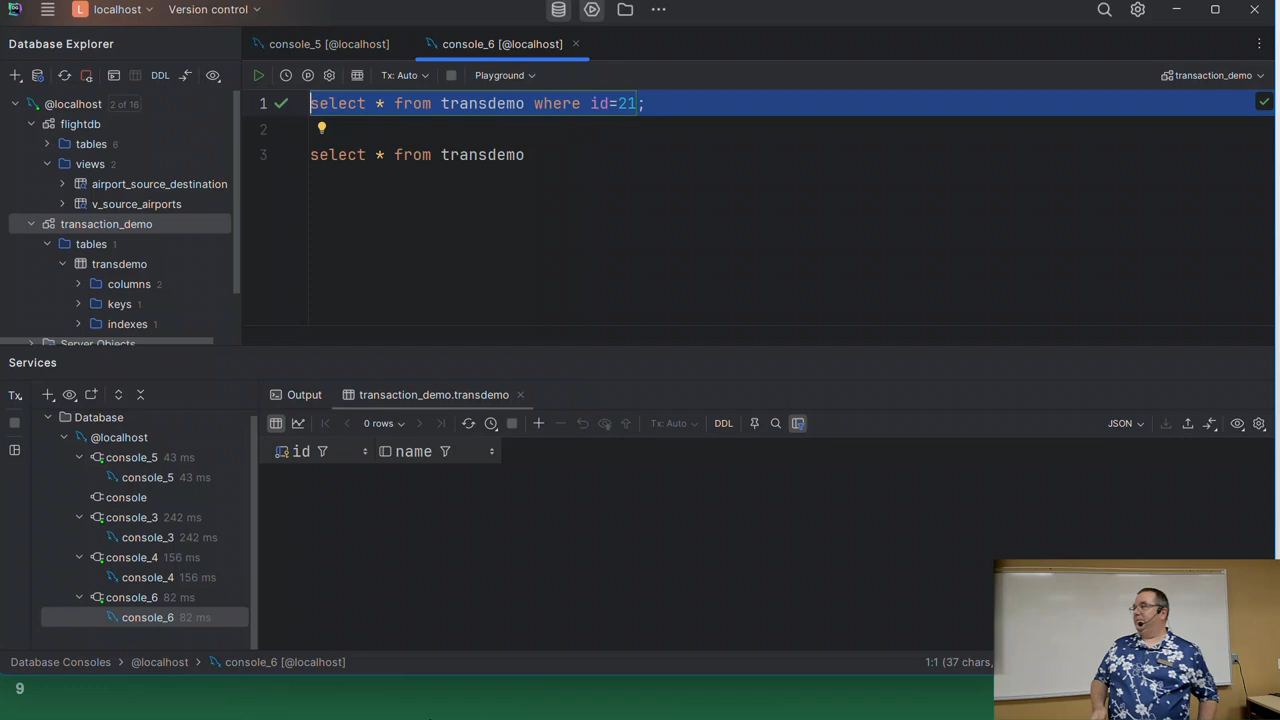 L localhost Version control
Database Explorer
console_5 [@localhost] console_6 [@localhost]
DDL Tx: Auto Playground transaction_demo
@localhost 2 of 16
flightdb
tables 6
views 2
airport_source_destination
v_source_airports
transaction_demo
tables 1
transdemo
columns 2
keys 1
indexes 1
Server Objects
1 select * from transdemo where id=21;
2
3 select * from transdemo
Services
Tx
Output transaction_demo.transdemo
0 rows Tx: Auto DDL JSON
id name
Database
@localhost
console_5 43 ms
console_5 43 ms
console
console_3 242 ms
console_3 242 ms
console_4 156 ms
console_4 156 ms
console_6 82 ms
console_6 82 ms
Database Consoles > @localhost > console_6 [@localhost] 1:1 (37 chars,
9